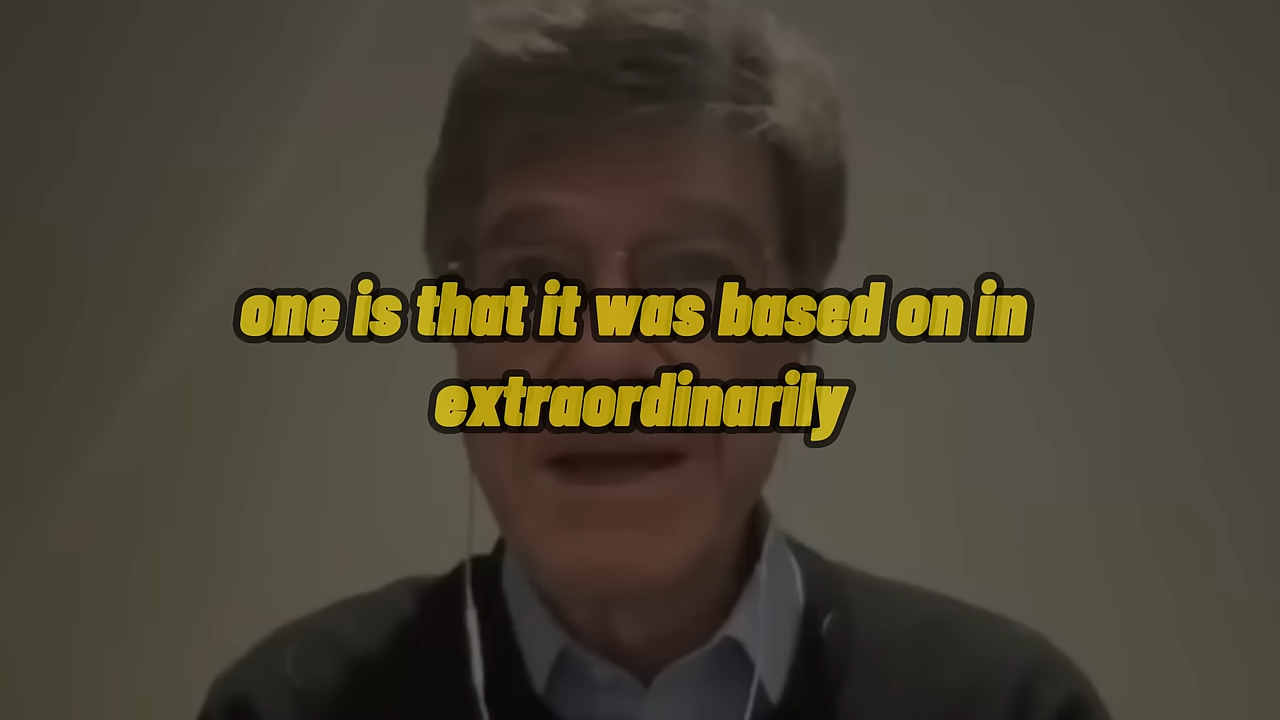 one is that it was based on in
extraordinarily